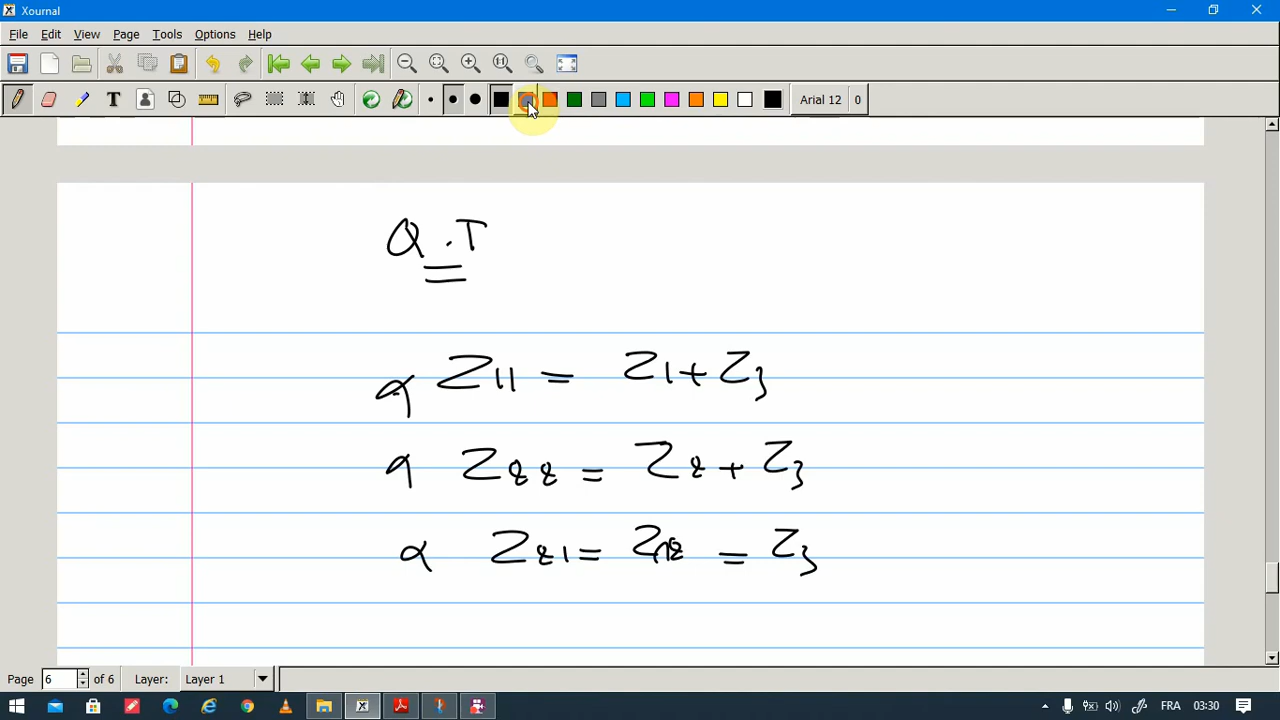 Xournal
File Edit View Page Tools Options Help
Arial 12 0
Q.T
α Z11 = Z1+Z3
α Z22 = Z2+Z3
α Z21 = Z12 = Z3
Page 6 of 6 Layer: Layer 1
FRA 03:30